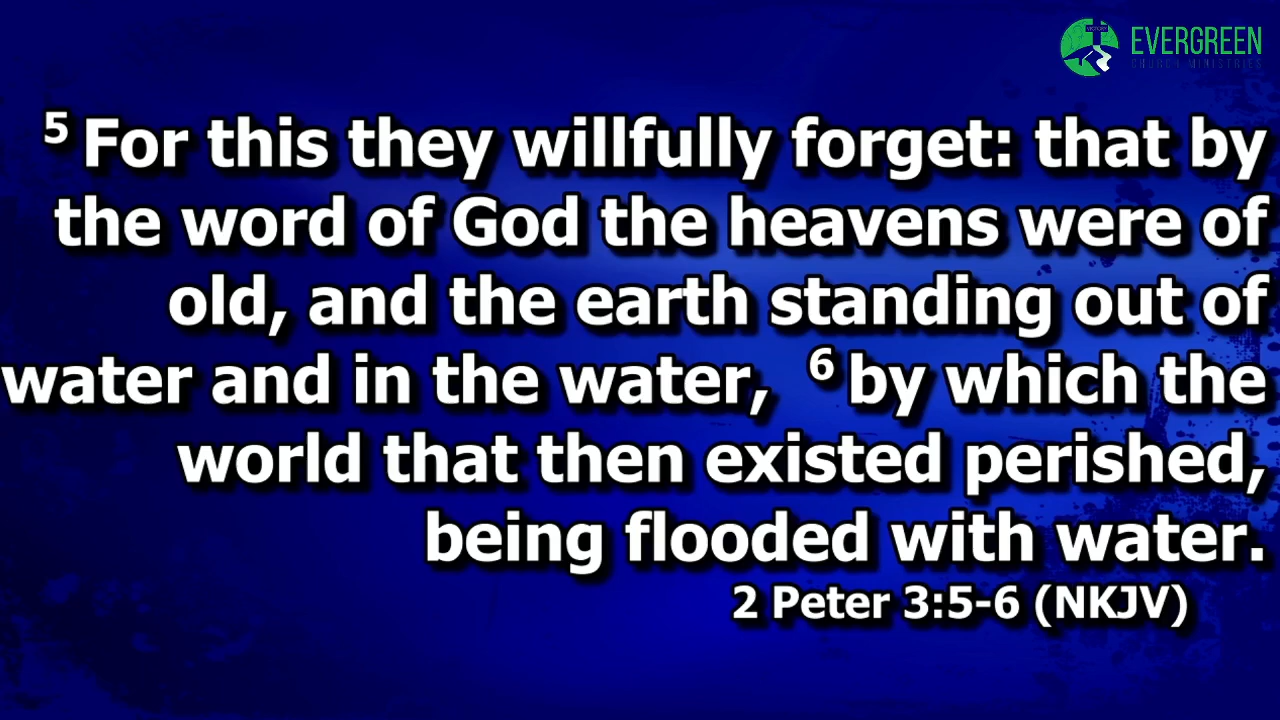 EVERGREEN
CHURCH MINISTRIES
5 For this they willfully forget: that by
the word of God the heavens were of
old, and the earth standing out of
water and in the water, 6 by which the
world that then existed perished,
being flooded with water.
2 Peter 3:5-6 (NKJV)